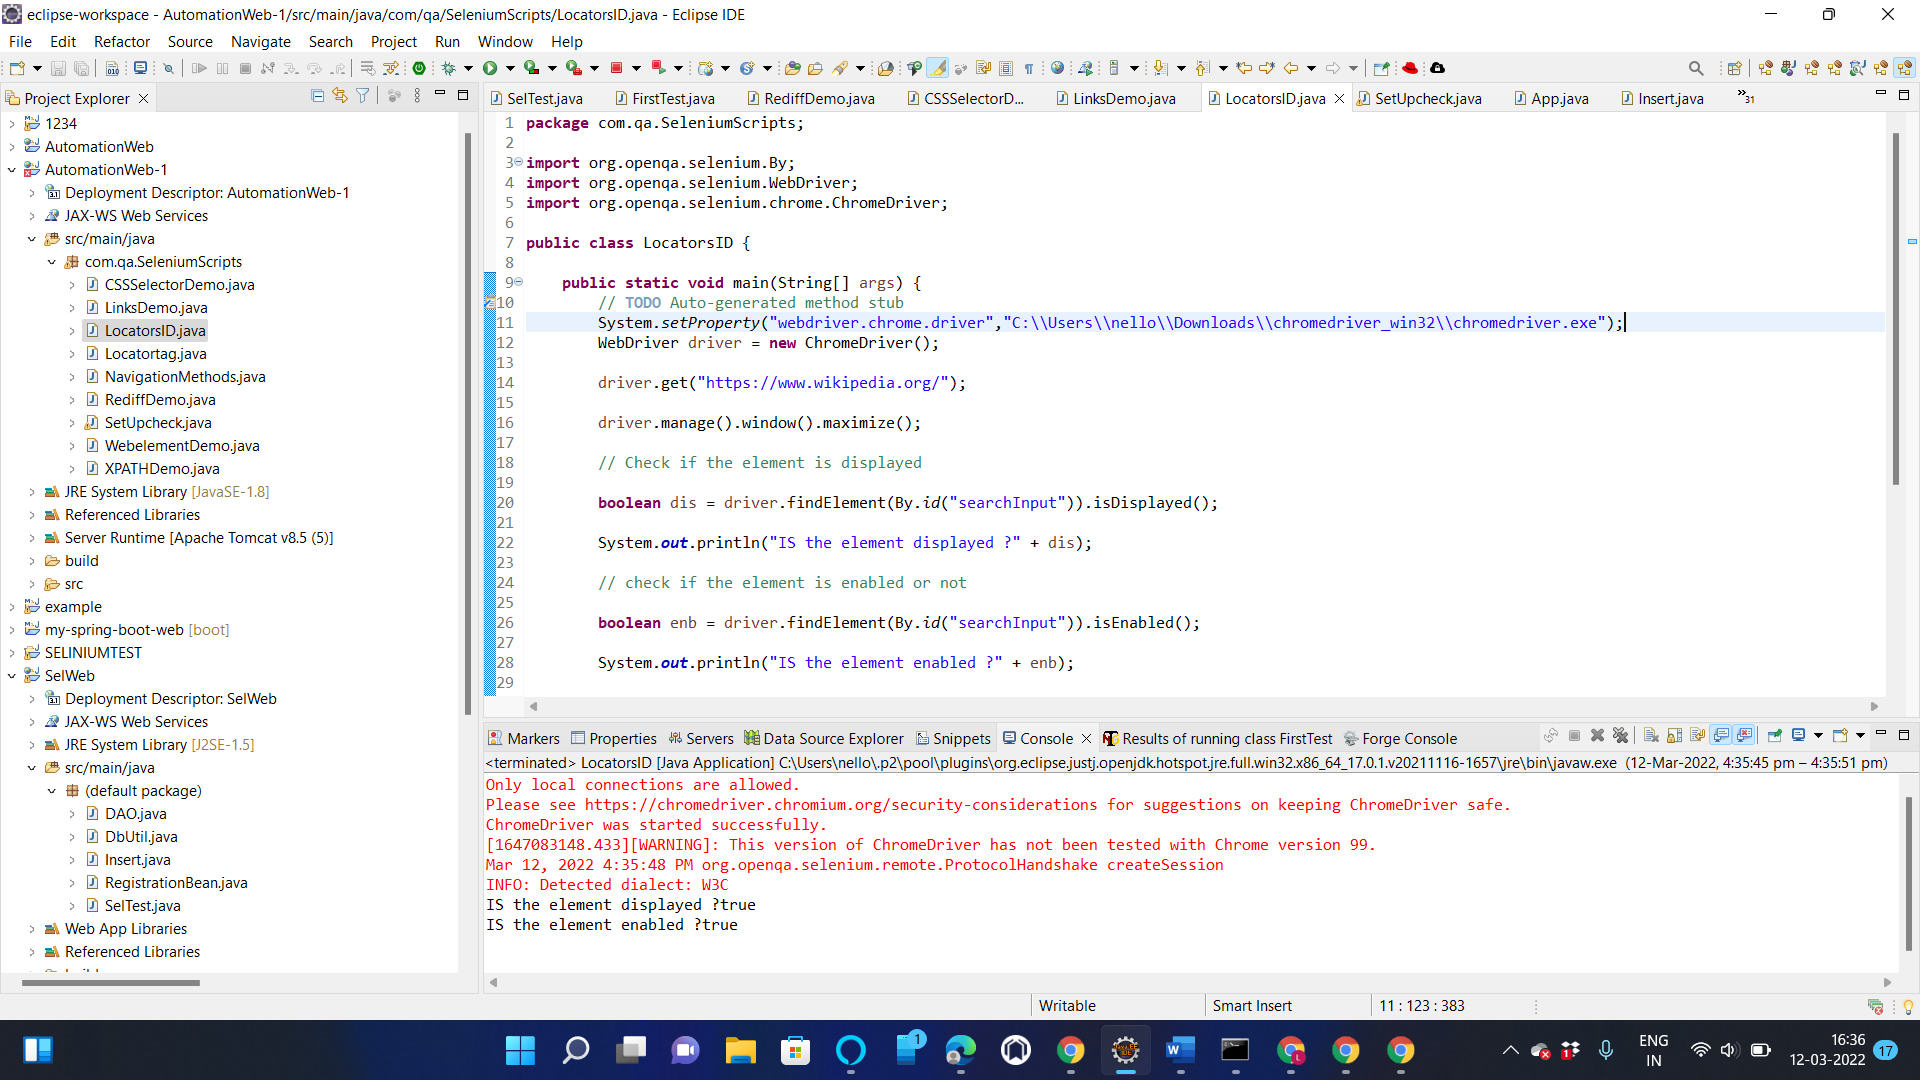 eclipse-workspace - AutomationWeb-1/src/main/java/com/qa/SeleniumScripts/LocatorsID.java - Eclipse IDE
File Edit Refactor Source Navigate Search Project Run Window Help
Project Explorer
1234
AutomationWeb
AutomationWeb-1
Deployment Descriptor: AutomationWeb-1
JAX-WS Web Services
src/main/java
com.qa.SeleniumScripts
CSSSelectorDemo.java
LinksDemo.java
LocatorsID.java
Locatortag.java
NavigationMethods.java
RediffDemo.java
SetUpcheck.java
WebelementDemo.java
XPATHDemo.java
JRE System Library [JavaSE-1.8]
Referenced Libraries
Server Runtime [Apache Tomcat v8.5 (5)]
build
src
example
my-spring-boot-web [boot]
SELINIUMTEST
SelWeb
Deployment Descriptor: SelWeb
JAX-WS Web Services
JRE System Library [J2SE-1.5]
src/main/java
(default package)
DAO.java
DbUtil.java
Insert.java
RegistrationBean.java
SelTest.java
Web App Libraries
Referenced Libraries
SelTest.java FirstTest.java RediffDemo.java CSSSelectorD... LinksDemo.java LocatorsID.java SetUpcheck.java App.java Insert.java »31
1 package com.qa.SeleniumScripts;
2
3 import org.openqa.selenium.By;
4 import org.openqa.selenium.WebDriver;
5 import org.openqa.selenium.chrome.ChromeDriver;
6
7 public class LocatorsID {
8
9 public static void main(String[] args) {
10 // TODO Auto-generated method stub
11 System.setProperty("webdriver.chrome.driver","C:\\Users\\nello\\Downloads\\chromedriver_win32\\chromedriver.exe");
12 WebDriver driver = new ChromeDriver();
13
14 driver.get("https://www.wikipedia.org/");
15
16 driver.manage().window().maximize();
17
18 // Check if the element is displayed
19
20 boolean dis = driver.findElement(By.id("searchInput")).isDisplayed();
21
22 System.out.println("IS the element displayed ?" + dis);
23
24 // check if the element is enabled or not
25
26 boolean enb = driver.findElement(By.id("searchInput")).isEnabled();
27
28 System.out.println("IS the element enabled ?" + enb);
29
Markers Properties Servers Data Source Explorer Snippets Console Results of running class FirstTest Forge Console
<terminated> LocatorsID [Java Application] C:\Users\nello\.p2\pool\plugins\org.eclipse.justj.openjdk.hotspot.jre.full.win32.x86_64_17.0.1.v20211116-1657\jre\bin\javaw.exe (12-Mar-2022, 4:35:45 pm – 4:35:51 pm)
Only local connections are allowed.
Please see https://chromedriver.chromium.org/security-considerations for suggestions on keeping ChromeDriver safe.
ChromeDriver was started successfully.
[1647083148.433][WARNING]: This version of ChromeDriver has not been tested with Chrome version 99.
Mar 12, 2022 4:35:48 PM org.openqa.selenium.remote.ProtocolHandshake createSession
INFO: Detected dialect: W3C
IS the element displayed ?true
IS the element enabled ?true
Writable Smart Insert 11 : 123 : 383
1
ENG
IN
16:36
12-03-2022
17